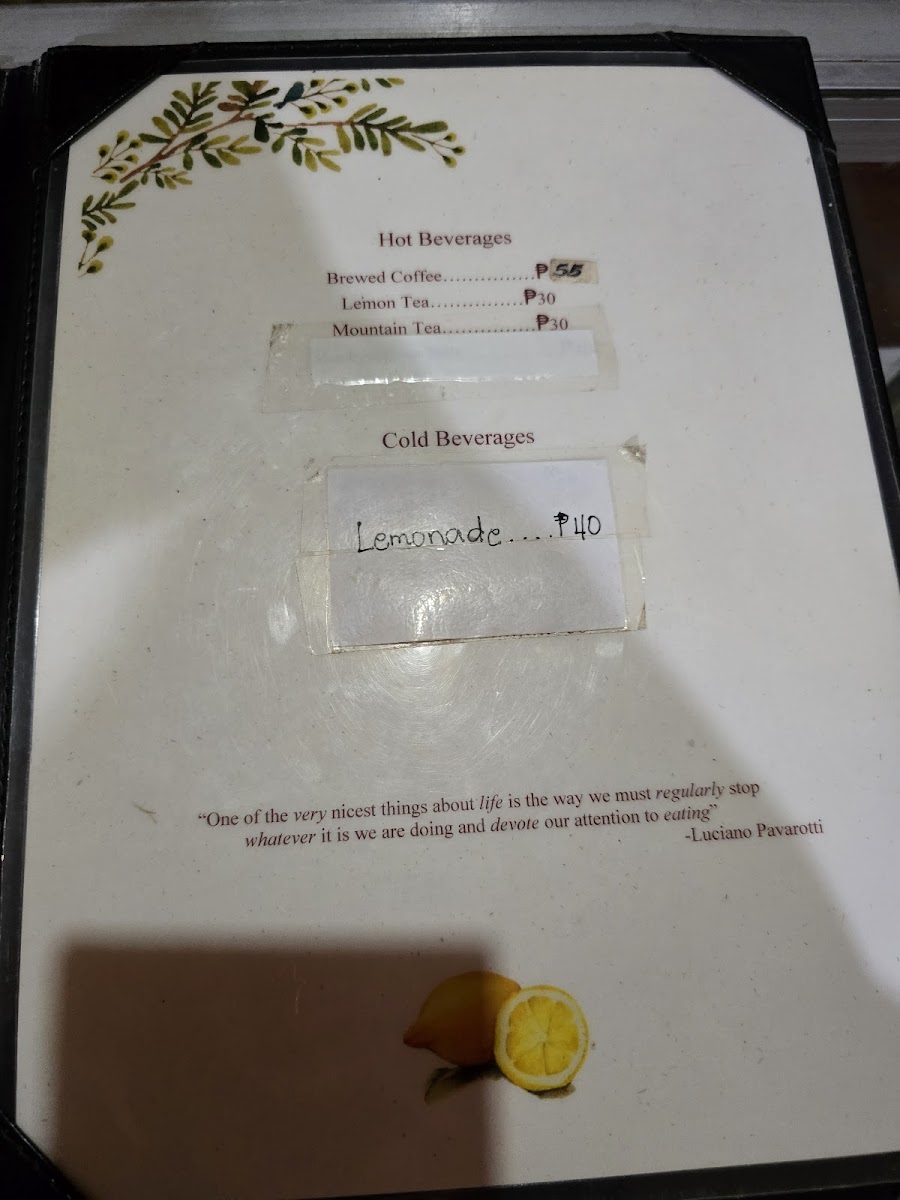 Hot Beverages
Brewed Coffee...............₱55
Lemon Tea...............₱30
Mountain Tea...............₱30
Cold Beverages
Lemonade....₱40
“One of the very nicest things about life is the way we must regularly stop
whatever it is we are doing and devote our attention to eating”
-Luciano Pavarotti